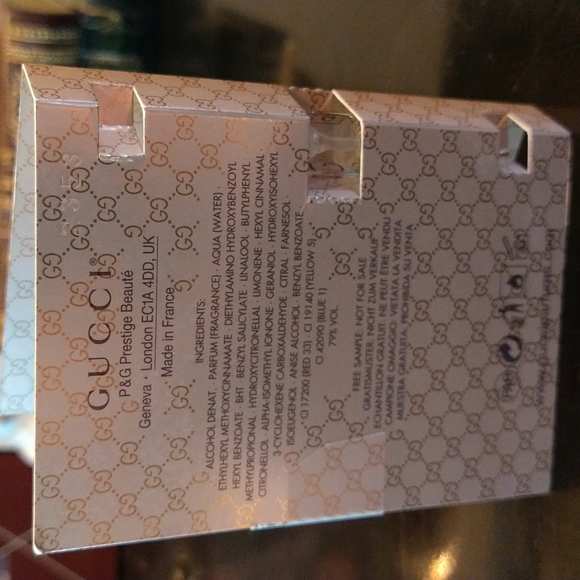 GUCCI®
P&G Prestige Beauté
Geneva · London EC1A 4DD, UK
Made in France
INGREDIENTS:
ALCOHOL DENAT. · PARFUM (FRAGRANCE) · AQUA (WATER) ·
ETHYLHEXYL METHOXYCINNAMATE · DIETHYLAMINO HYDROXYBENZOYL
HEXYL BENZOATE · BHT · BENZYL SALICYLATE · LINALOOL · BUTYLPHENYL
METHYLPROPIONAL · HYDROXYCITRONELLAL · LIMONENE · HEXYL CINNAMAL ·
CITRONELLOL · ALPHA-ISOMETHYL IONONE · GERANIOL · HYDROXYISOHEXYL
3-CYCLOHEXENE CARBOXALDEHYDE · CITRAL · FARNESOL ·
ISOEUGENOL · ANISE ALCOHOL · BENZYL BENZOATE
CI 17200 (RED 33) · CI 19140 (YELLOW 5) ·
CI 42090 (BLUE 1)
79% VOL.
FREE SAMPLE: NOT FOR SALE
GRATISMUSTER, NICHT ZUM VERKAUF
ECHANTILLON GRATUIT. NE PEUT ÊTRE VENDU
CAMPIONE OMAGGIO VIETATA LA VENDITA
MUESTRA GRATUITA. PROHIBIDA SU VENTA